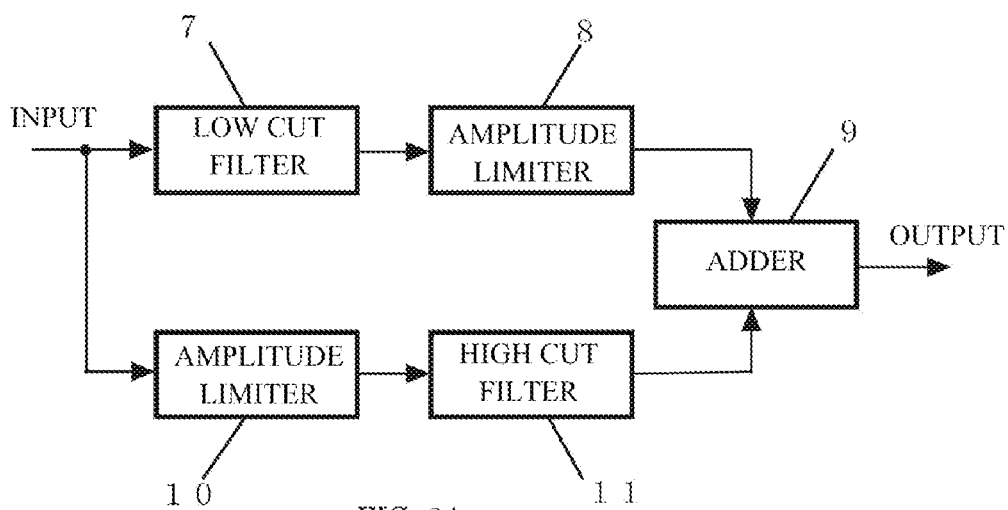 7
8
INPUT
LOW CUT
FILTER
AMPLITUDE
LIMITER
9
ADDER
OUTPUT
AMPLITUDE
LIMITER
HIGH CUT
FILTER
1 0
1 1